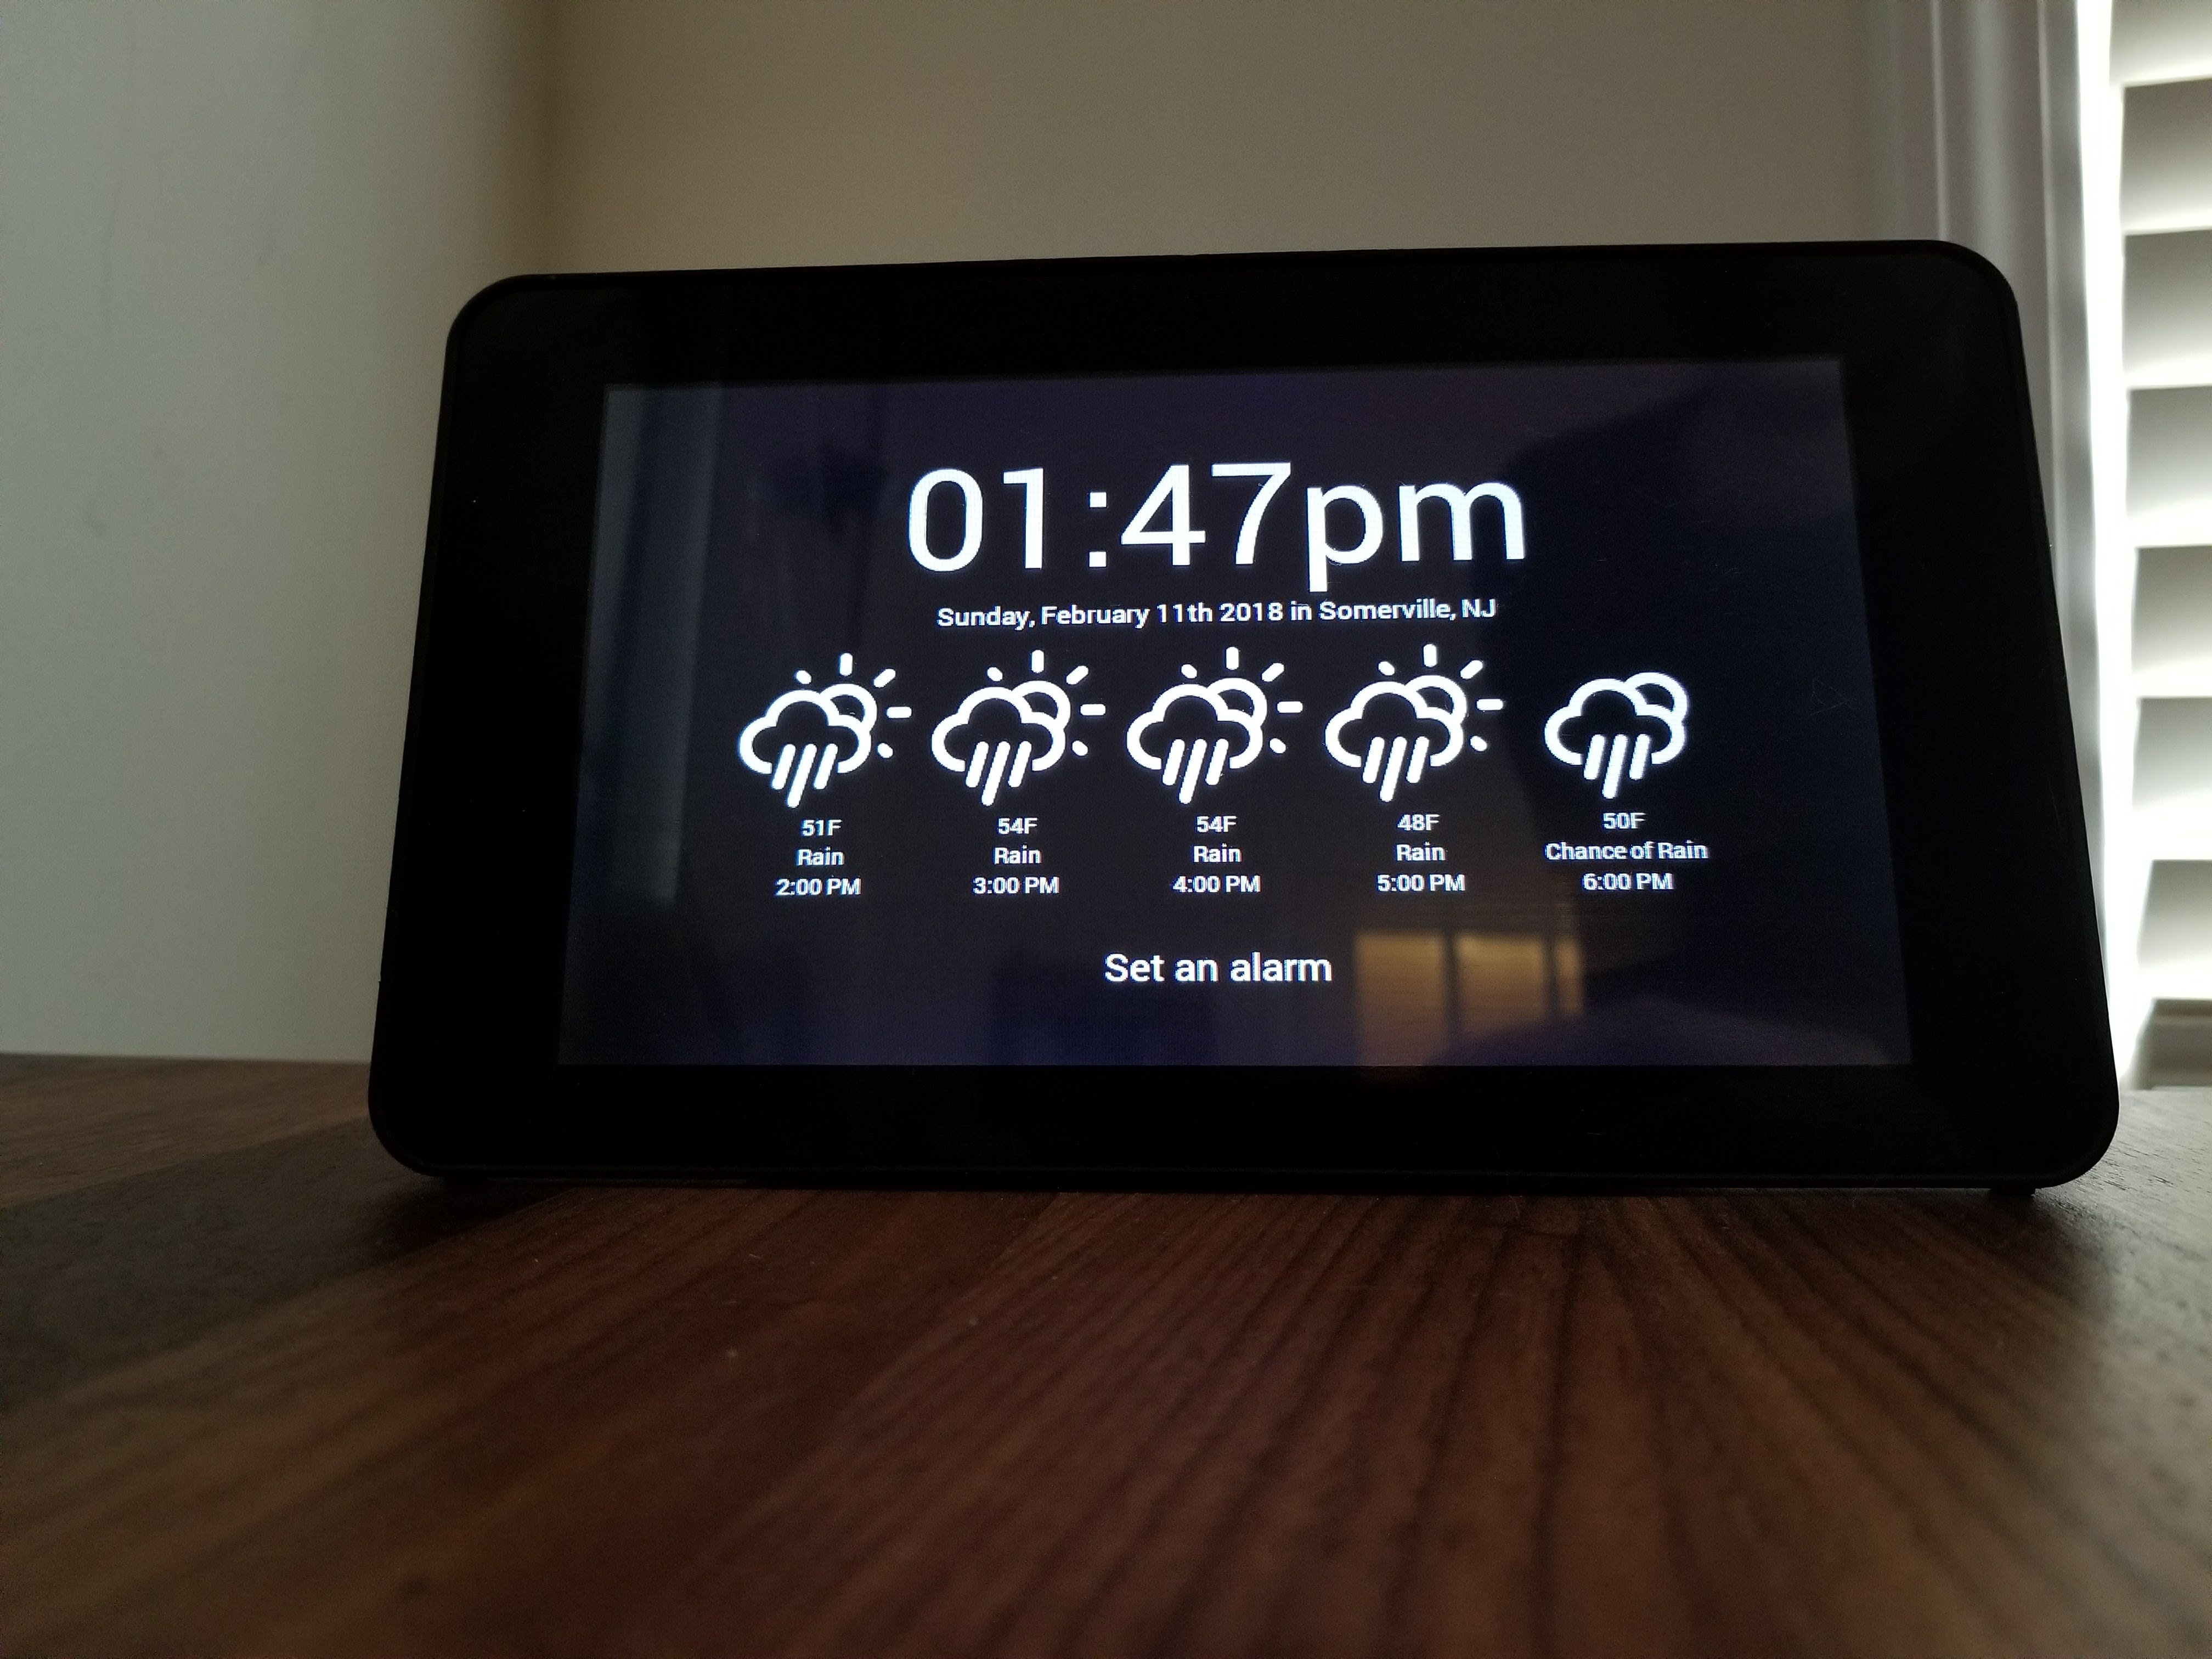 01:47pm
Sunday, February 11th 2018 in Somerville, NJ
51F 54F 54F 48F 50F
Rain Rain Rain Rain Chance of Rain
2:00 PM 3:00 PM 4:00 PM 5:00 PM 6:00 PM
Set an alarm